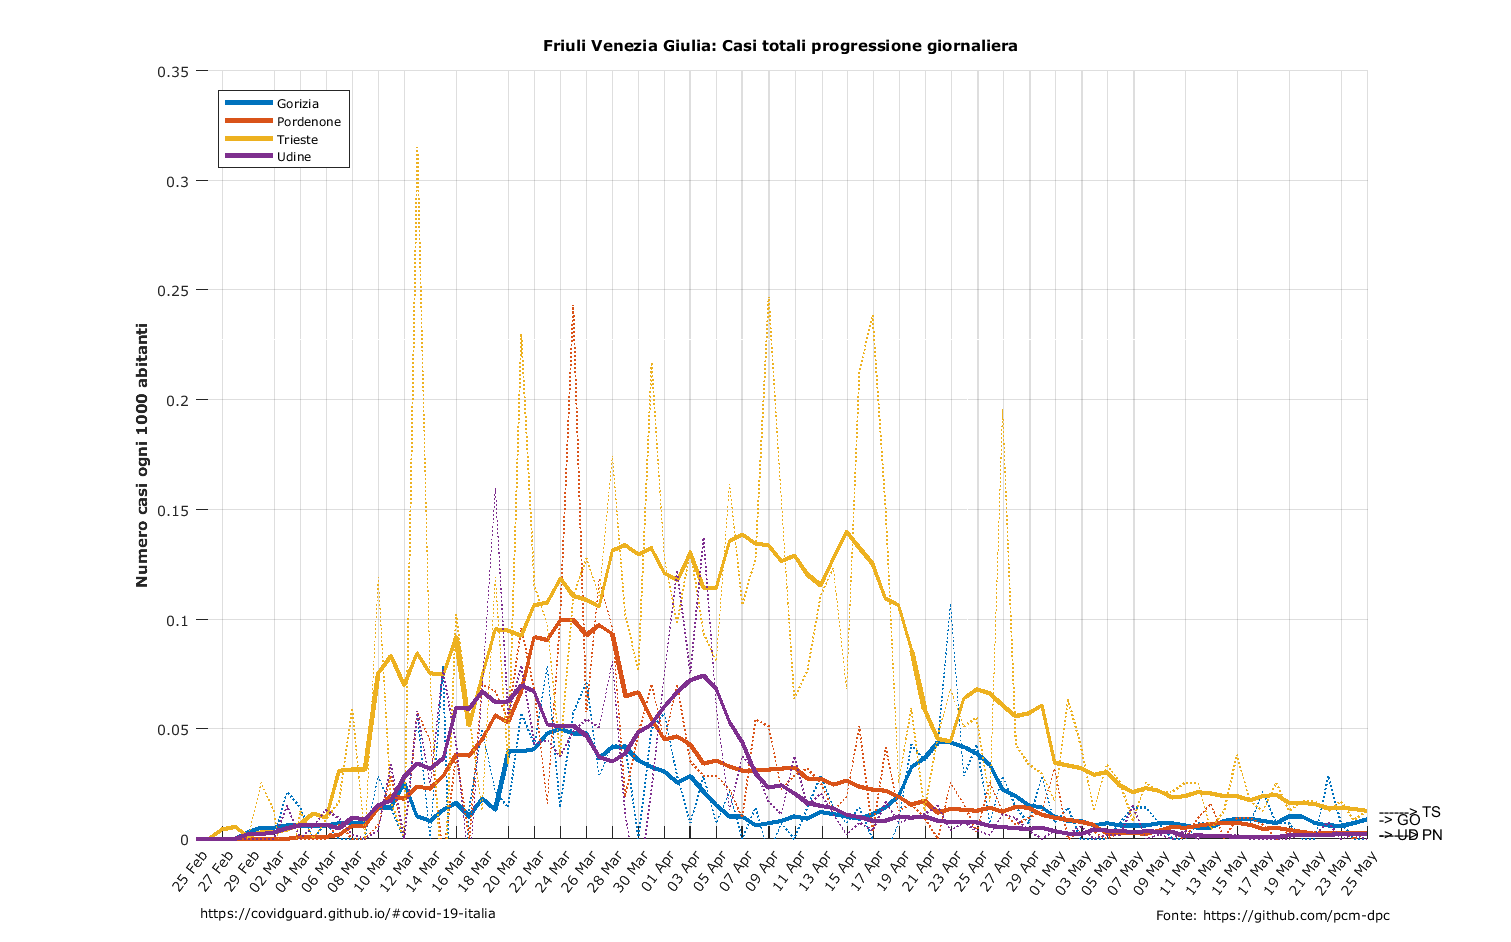 Friuli Venezia Giulia: Casi totali progressione giornaliera
Numero casi ogni 1000 abitanti
0.35
0.3
0.25
0.2
0.15
0.1
0.05
0
Gorizia
Pordenone
Trieste
Udine
-----> TS
-> GO
-> UD
----> PN
25 Feb
27 Feb
29 Feb
02 Mar
04 Mar
06 Mar
08 Mar
10 Mar
12 Mar
14 Mar
16 Mar
18 Mar
20 Mar
22 Mar
24 Mar
26 Mar
28 Mar
30 Mar
01 Apr
03 Apr
05 Apr
07 Apr
09 Apr
11 Apr
13 Apr
15 Apr
17 Apr
19 Apr
21 Apr
23 Apr
25 Apr
27 Apr
29 Apr
01 May
03 May
05 May
07 May
09 May
11 May
13 May
15 May
17 May
19 May
21 May
23 May
25 May
https://covidguard.github.io/#covid-19-italia
Fonte: https://github.com/pcm-dpc